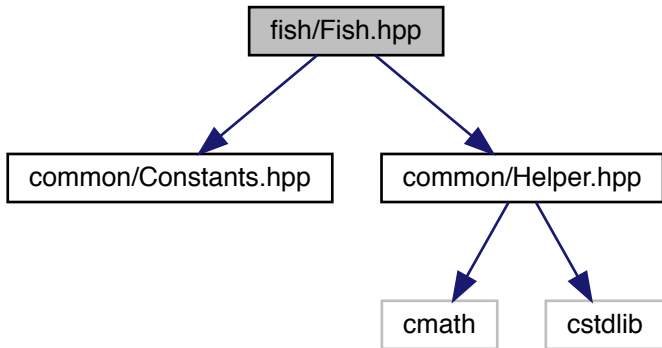 fish/Fish.hpp
common/Constants.hpp
common/Helper.hpp
cmath
cstdlib